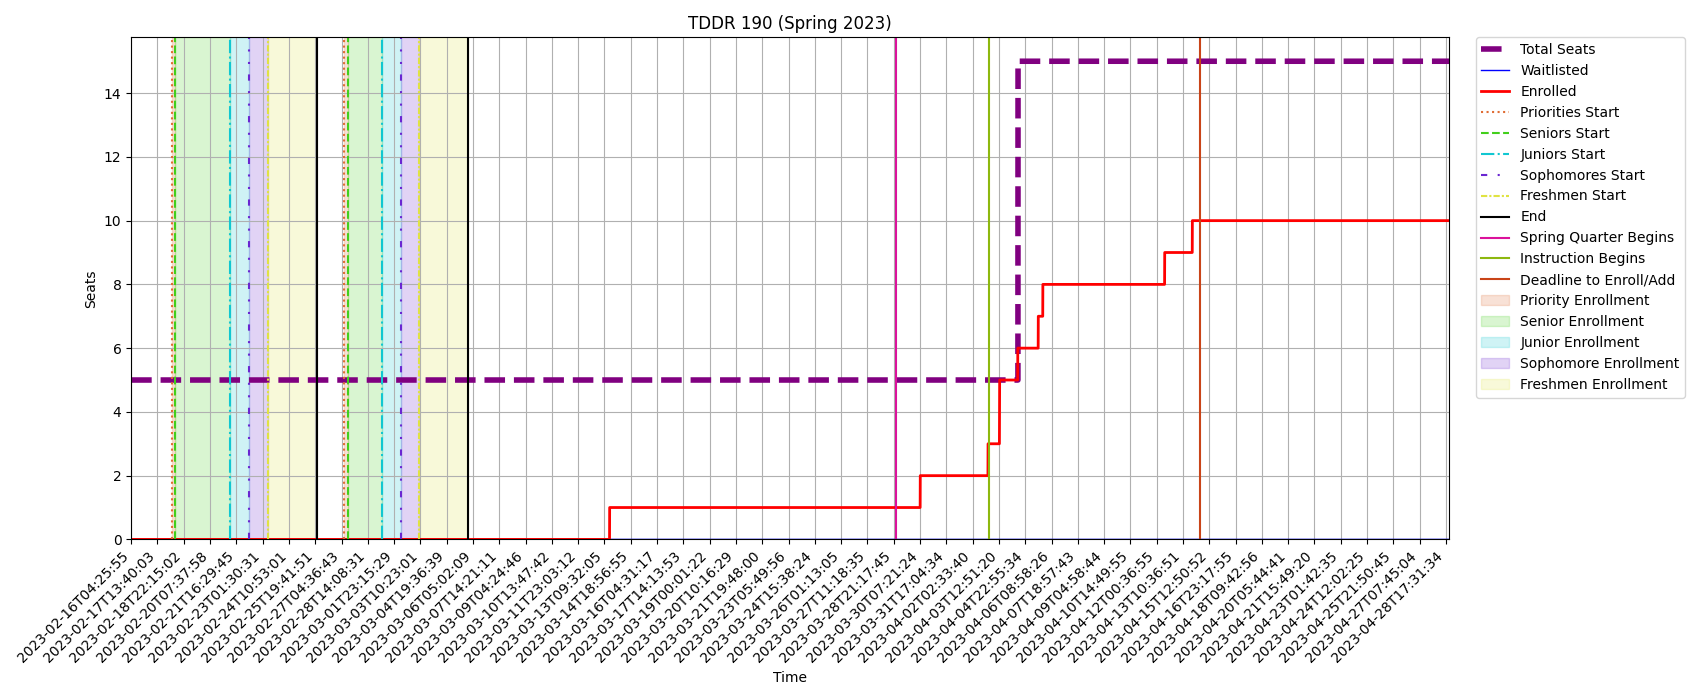 TDDR 190 (Spring 2023)
Seats
14
12
10
8
6
4
2
0
2023-02-16T04:25:55
2023-02-17T13:40:03
2023-02-18T22:15:02
2023-02-20T07:37:58
2023-02-21T16:29:45
2023-02-23T01:30:31
2023-02-24T10:53:01
2023-02-25T19:41:51
2023-02-27T04:36:43
2023-02-28T14:08:31
2023-03-01T23:15:29
2023-03-03T10:23:01
2023-03-04T19:36:39
2023-03-06T05:02:09
2023-03-07T14:21:11
2023-03-09T04:24:46
2023-03-10T13:47:42
2023-03-11T23:03:12
2023-03-13T09:32:05
2023-03-14T18:56:55
2023-03-16T04:31:17
2023-03-17T14:13:53
2023-03-19T00:01:22
2023-03-20T10:16:29
2023-03-21T19:48:00
2023-03-23T05:49:56
2023-03-24T15:38:24
2023-03-26T01:13:05
2023-03-27T11:18:35
2023-03-28T21:17:45
2023-03-30T07:21:24
2023-03-31T17:04:34
2023-04-02T02:33:40
2023-04-03T12:51:20
2023-04-04T22:55:34
2023-04-06T08:58:26
2023-04-07T18:57:43
2023-04-09T04:58:44
2023-04-10T14:49:55
2023-04-12T00:36:55
2023-04-13T10:36:51
2023-04-15T12:50:52
2023-04-16T23:17:55
2023-04-18T09:42:56
2023-04-20T05:44:41
2023-04-21T15:49:20
2023-04-23T01:42:35
2023-04-24T12:02:25
2023-04-25T21:50:45
2023-04-27T07:45:04
2023-04-28T17:31:34
Time
Total Seats
Waitlisted
Enrolled
Priorities Start
Seniors Start
Juniors Start
Sophomores Start
Freshmen Start
End
Spring Quarter Begins
Instruction Begins
Deadline to Enroll/Add
Priority Enrollment
Senior Enrollment
Junior Enrollment
Sophomore Enrollment
Freshmen Enrollment